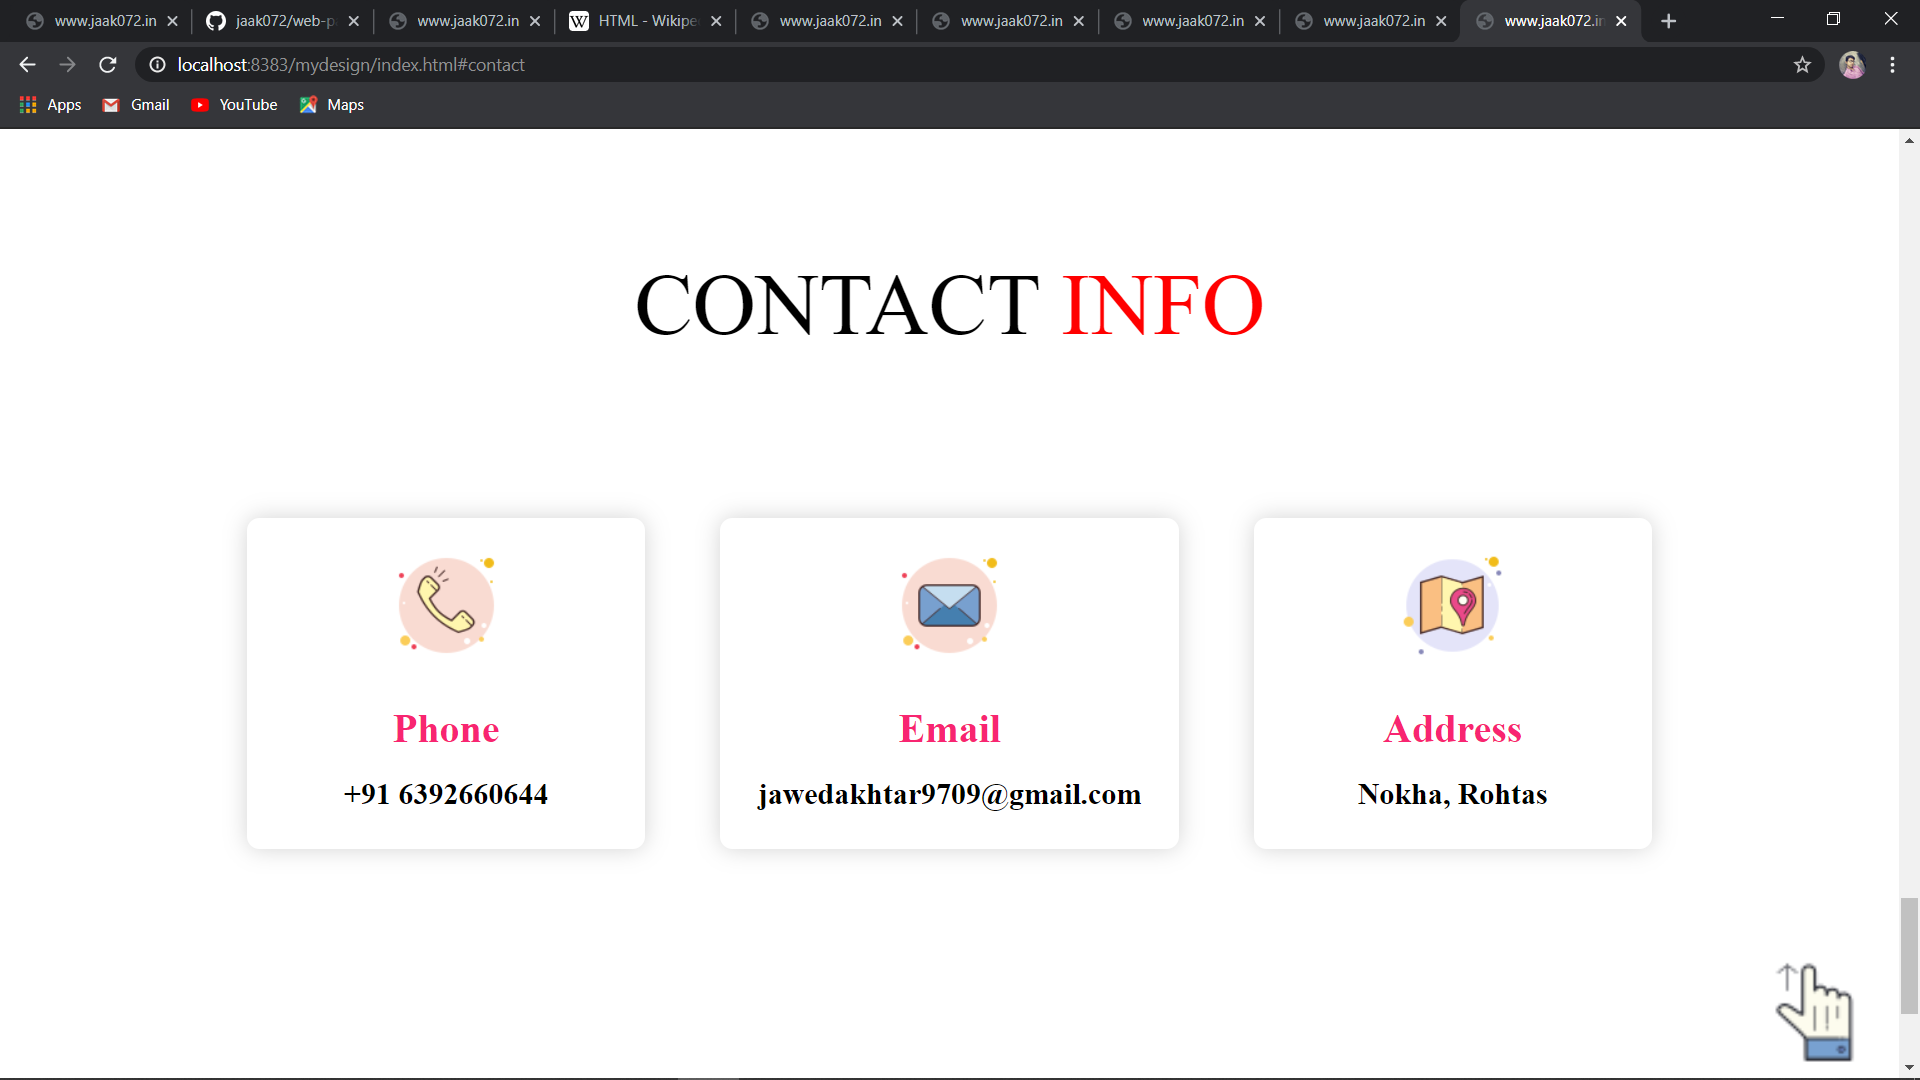 www.jaak072.in
jaak072/web-p
www.jaak072.in
W HTML - Wikipe
www.jaak072.in
www.jaak072.in
www.jaak072.in
www.jaak072.in
www.jaak072.in
localhost:8383/mydesign/index.html#contact
Apps Gmail YouTube Maps
CONTACT INFO
Phone
+91 6392660644
Email
jawedakhtar9709@gmail.com
Address
Nokha, Rohtas